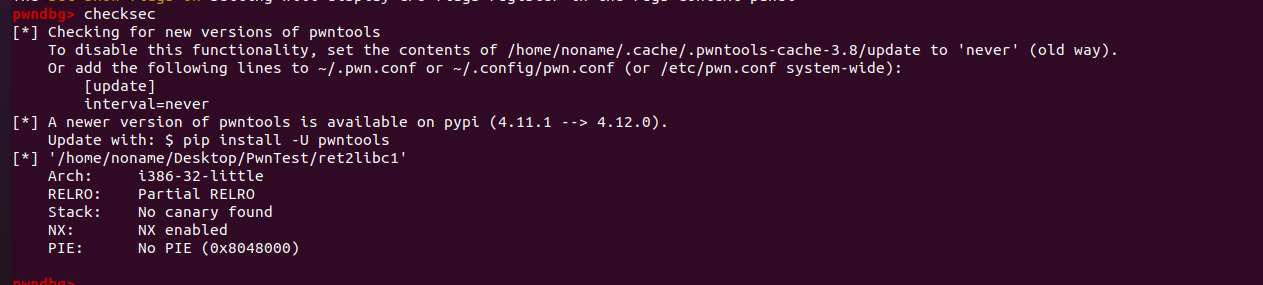 pwndbg> checksec
[*] Checking for new versions of pwntools
    To disable this functionality, set the contents of /home/noname/.cache/.pwntools-cache-3.8/update to 'never' (old way).
    Or add the following lines to ~/.pwn.conf or ~/.config/pwn.conf (or /etc/pwn.conf system-wide):
        [update]
        interval=never
[*] A newer version of pwntools is available on pypi (4.11.1 --> 4.12.0).
    Update with: $ pip install -U pwntools
[*] '/home/noname/Desktop/PwnTest/ret2libc1'
    Arch:     i386-32-little
    RELRO:    Partial RELRO
    Stack:    No canary found
    NX:       NX enabled
    PIE:      No PIE (0x8048000)
pwndbg>